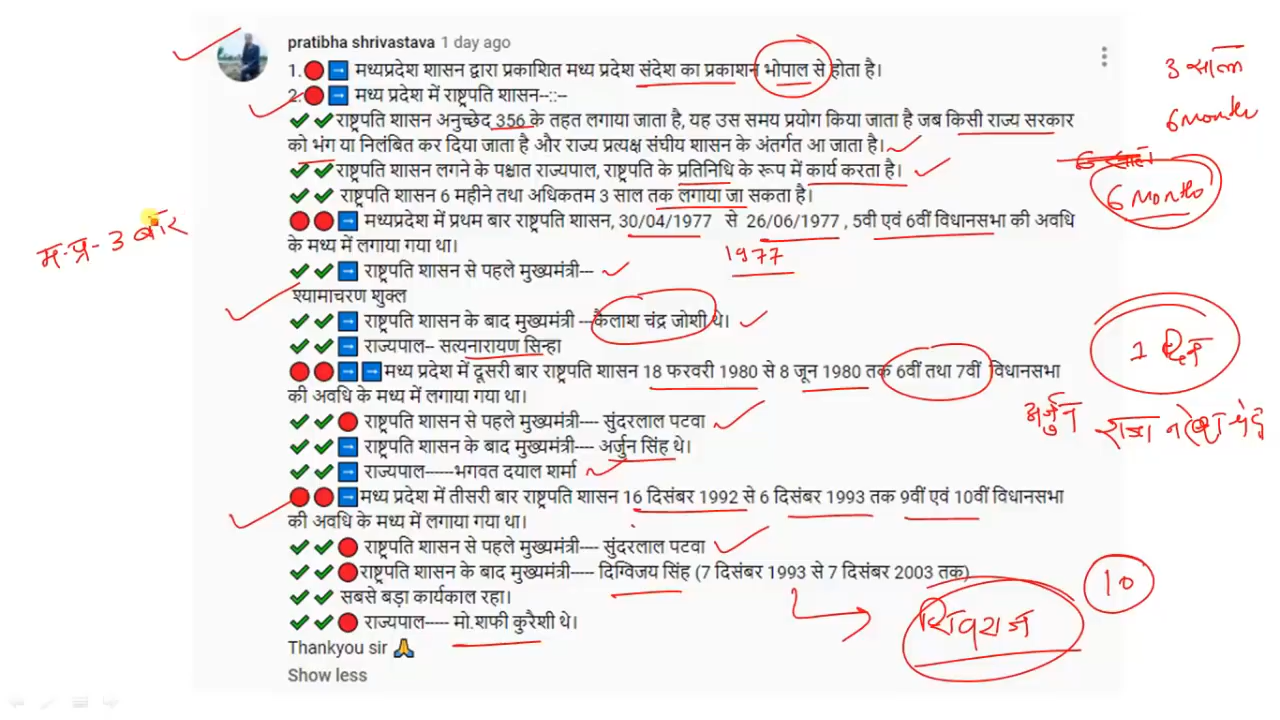 pratibha shrivastava 1 day ago
1.🔴➡️ मध्यप्रदेश शासन द्वारा प्रकाशित मध्य प्रदेश संदेश का प्रकाशन भोपाल से होता है।
2.🔴➡️ मध्य प्रदेश में राष्ट्रपति शासन--::--
✔✔राष्ट्रपति शासन अनुच्छेद 356 के तहत लगाया जाता है, यह उस समय प्रयोग किया जाता है जब किसी राज्य सरकार
को भंग या निलंबित कर दिया जाता है और राज्य प्रत्यक्ष संघीय शासन के अंतर्गत आ जाता है।
✔✔राष्ट्रपति शासन लगने के पश्चात राज्यपाल, राष्ट्रपति के प्रतिनिधि के रूप में कार्य करता है।
✔✔ राष्ट्रपति शासन 6 महीने तथा अधिकतम 3 साल तक लगाया जा सकता है।
🔴🔴➡️ मध्यप्रदेश में प्रथम बार राष्ट्रपति शासन, 30/04/1977 से 26/06/1977 , 5वी एवं 6वीं विधानसभा की अवधि
के मध्य में लगाया गया था।
✔✔➡️ राष्ट्रपति शासन से पहले मुख्यमंत्री---
श्यामाचरण शुक्ल
✔✔➡️ राष्ट्रपति शासन के बाद मुख्यमंत्री ---कैलाश चंद्र जोशी थे।
✔✔➡️ राज्यपाल-- सत्यनारायण सिन्हा
🔴🔴➡️➡️मध्य प्रदेश में दूसरी बार राष्ट्रपति शासन 18 फरवरी 1980 से 8 जून 1980 तक 6वीं तथा 7वीं विधानसभा
की अवधि के मध्य में लगाया गया था।
✔✔🔴 राष्ट्रपति शासन से पहले मुख्यमंत्री---- सुंदरलाल पटवा
✔✔➡️ राष्ट्रपति शासन के बाद मुख्यमंत्री---- अर्जुन सिंह थे।
✔✔➡️ राज्यपाल------भगवत दयाल शर्मा
🔴🔴➡️ मध्य प्रदेश में तीसरी बार राष्ट्रपति शासन 16 दिसंबर 1992 से 6 दिसंबर 1993 तक 9वीं एवं 10वीं विधानसभा
की अवधि के मध्य में लगाया गया था।
✔✔🔴 राष्ट्रपति शासन से पहले मुख्यमंत्री---- सुंदरलाल पटवा
✔✔🔴राष्ट्रपति शासन के बाद मुख्यमंत्री----- दिग्विजय सिंह (7 दिसंबर 1993 से 7 दिसंबर 2003 तक)
✔✔ सबसे बड़ा कार्यकाल रहा।
✔✔🔴 राज्यपाल----- मो.शफी कुरैशी थे।
Thankyou sir 🙏
Show less
3 साल
6 months
6 months
म.प्र- 3 बार
1977
1 दिन
अर्जुन
राजा नरेश
10
शिवराज